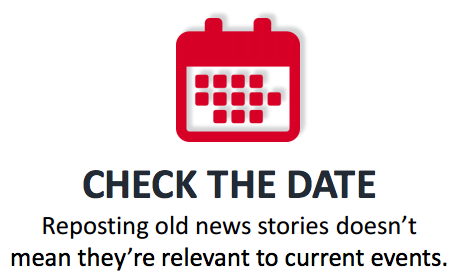 CHECK THE DATE
Reposting old news stories doesn’t
mean they’re relevant to current events.